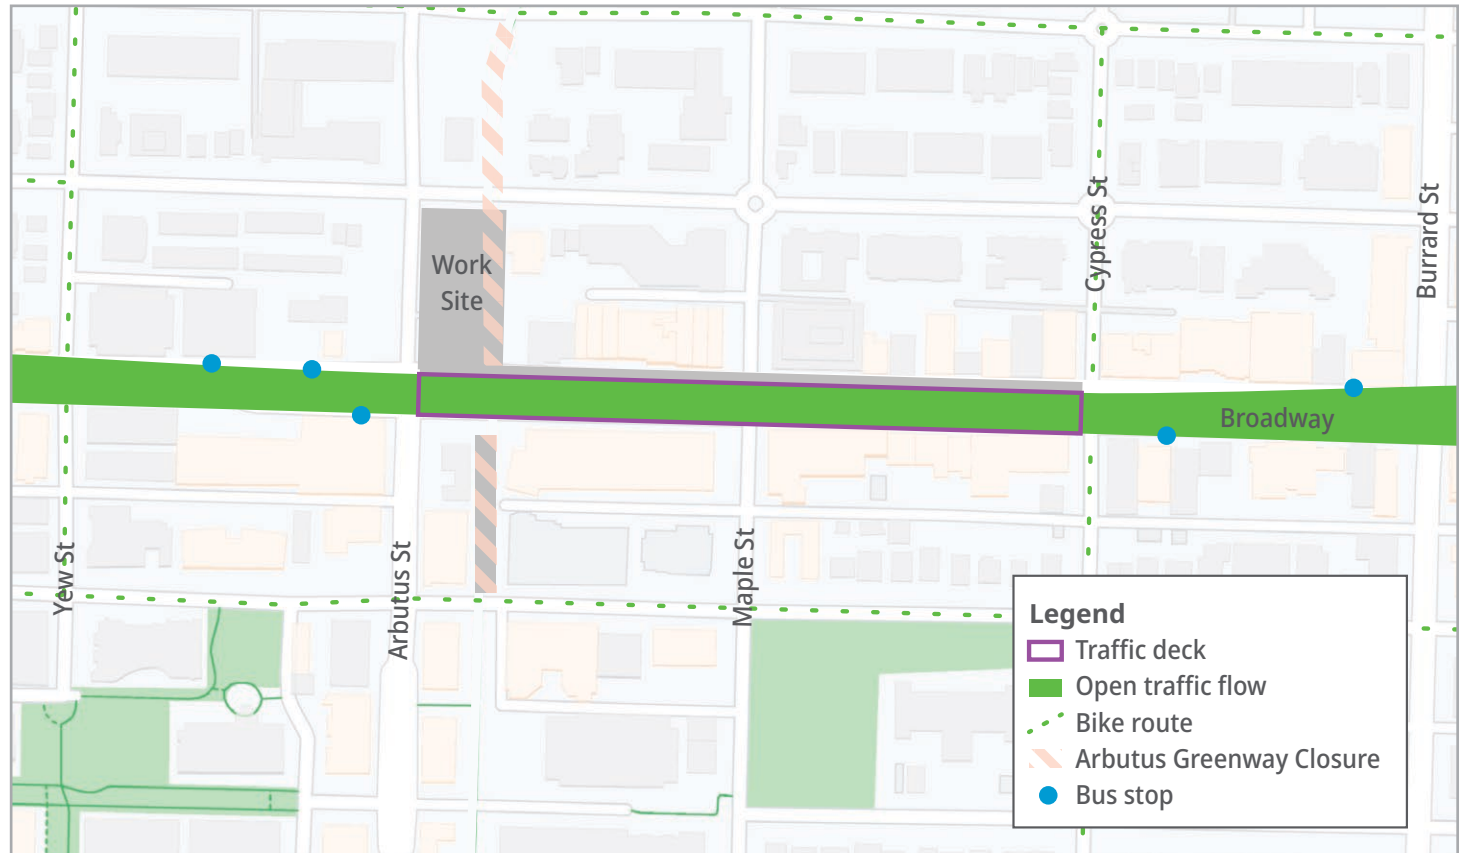 Work
Site
Cypress St
Burrard St
Broadway
Yew St
Arbutus St
Maple St
Legend
Traffic deck
Open traffic flow
Bike route
Arbutus Greenway Closure
Bus stop